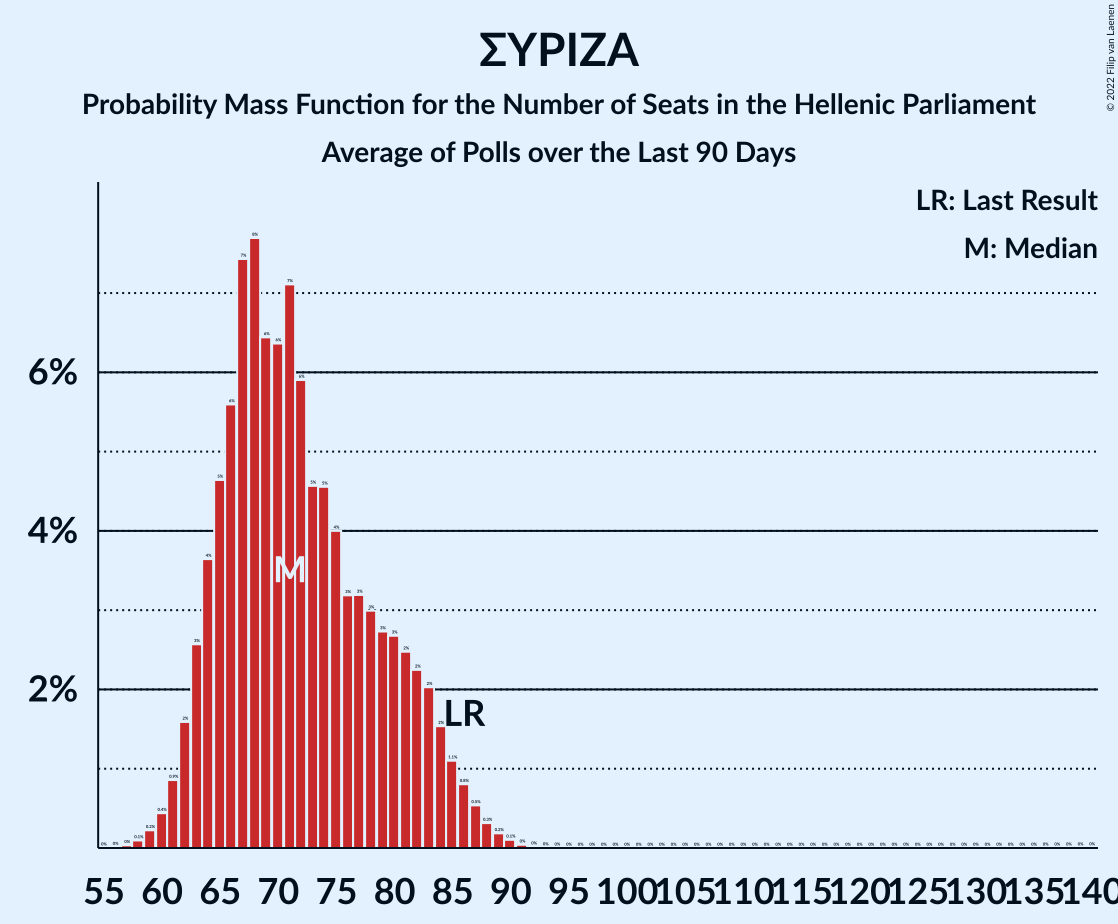 ΣΥΡΙΖΑ
Probability Mass Function for the Number of Seats in the Hellenic Parliament
Average of Polls over the Last 90 Days
© 2022 Filip van Laenen
LR: Last Result
M: Median
6%
4%
2%
M
LR
55 60 65 70 75 80 85 90 95 100 105 110 115 120 125 130 135 140